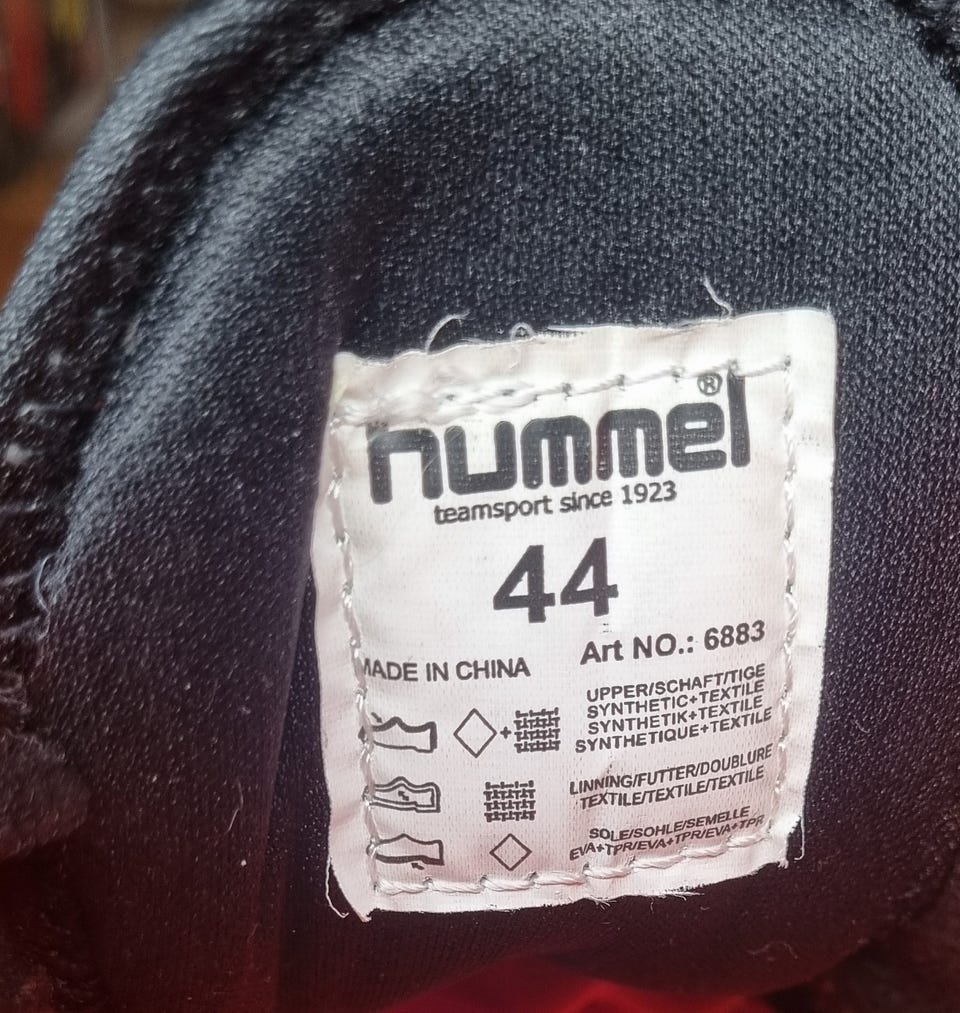 hummel®
teamsport since 1923
44
MADE IN CHINA
Art NO.: 6883
UPPER/SCHAFT/TIGE
SYNTHETIC+TEXTILE
SYNTHETIK+TEXTILE
SYNTHETIQUE+TEXTILE
LINNING/FUTTER/DOUBLURE
TEXTILE/TEXTILE/TEXTILE
SOLE/SOHLE/SEMELLE
EVA+TPR/EVA+TPR/EVA+TPR